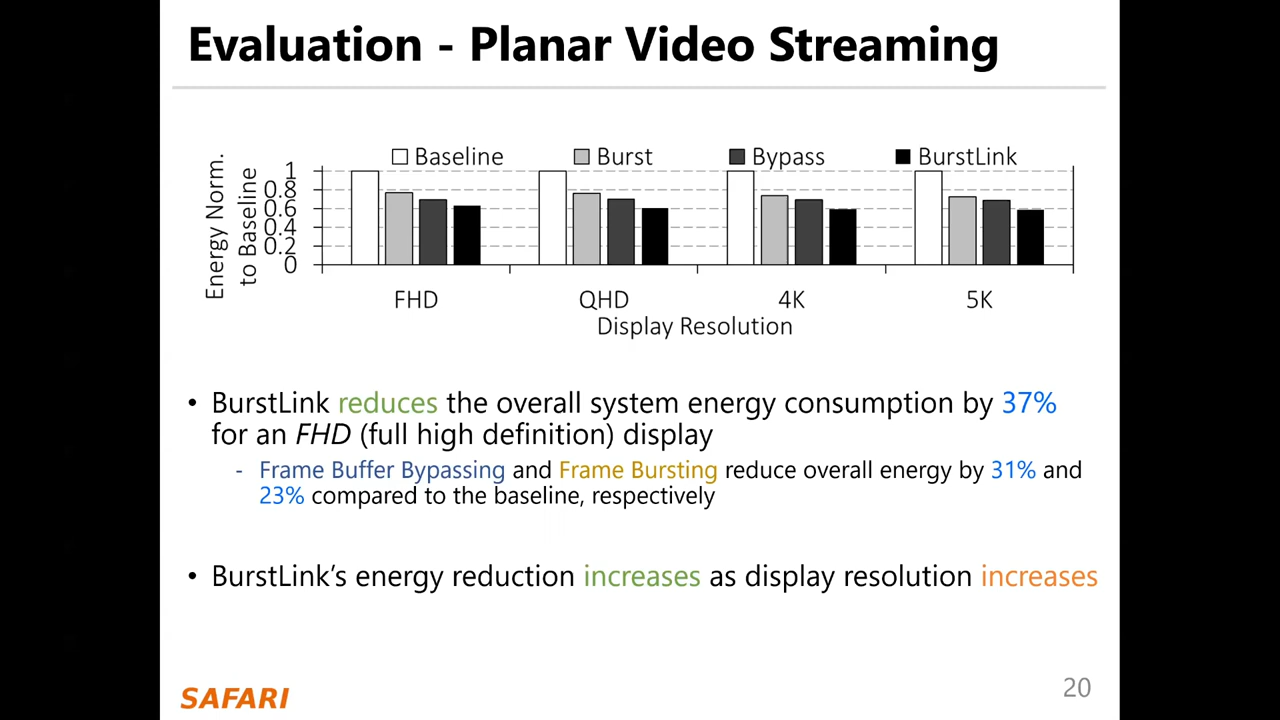 Evaluation - Planar Video Streaming
Baseline Burst Bypass BurstLink
Energy Norm.
to Baseline
1
0.8
0.6
0.4
0.2
0
FHD QHD 4K 5K
Display Resolution
• BurstLink reduces the overall system energy consumption by 37%
for an FHD (full high definition) display
- Frame Buffer Bypassing and Frame Bursting reduce overall energy by 31% and
23% compared to the baseline, respectively
• BurstLink’s energy reduction increases as display resolution increases
SAFARI
20